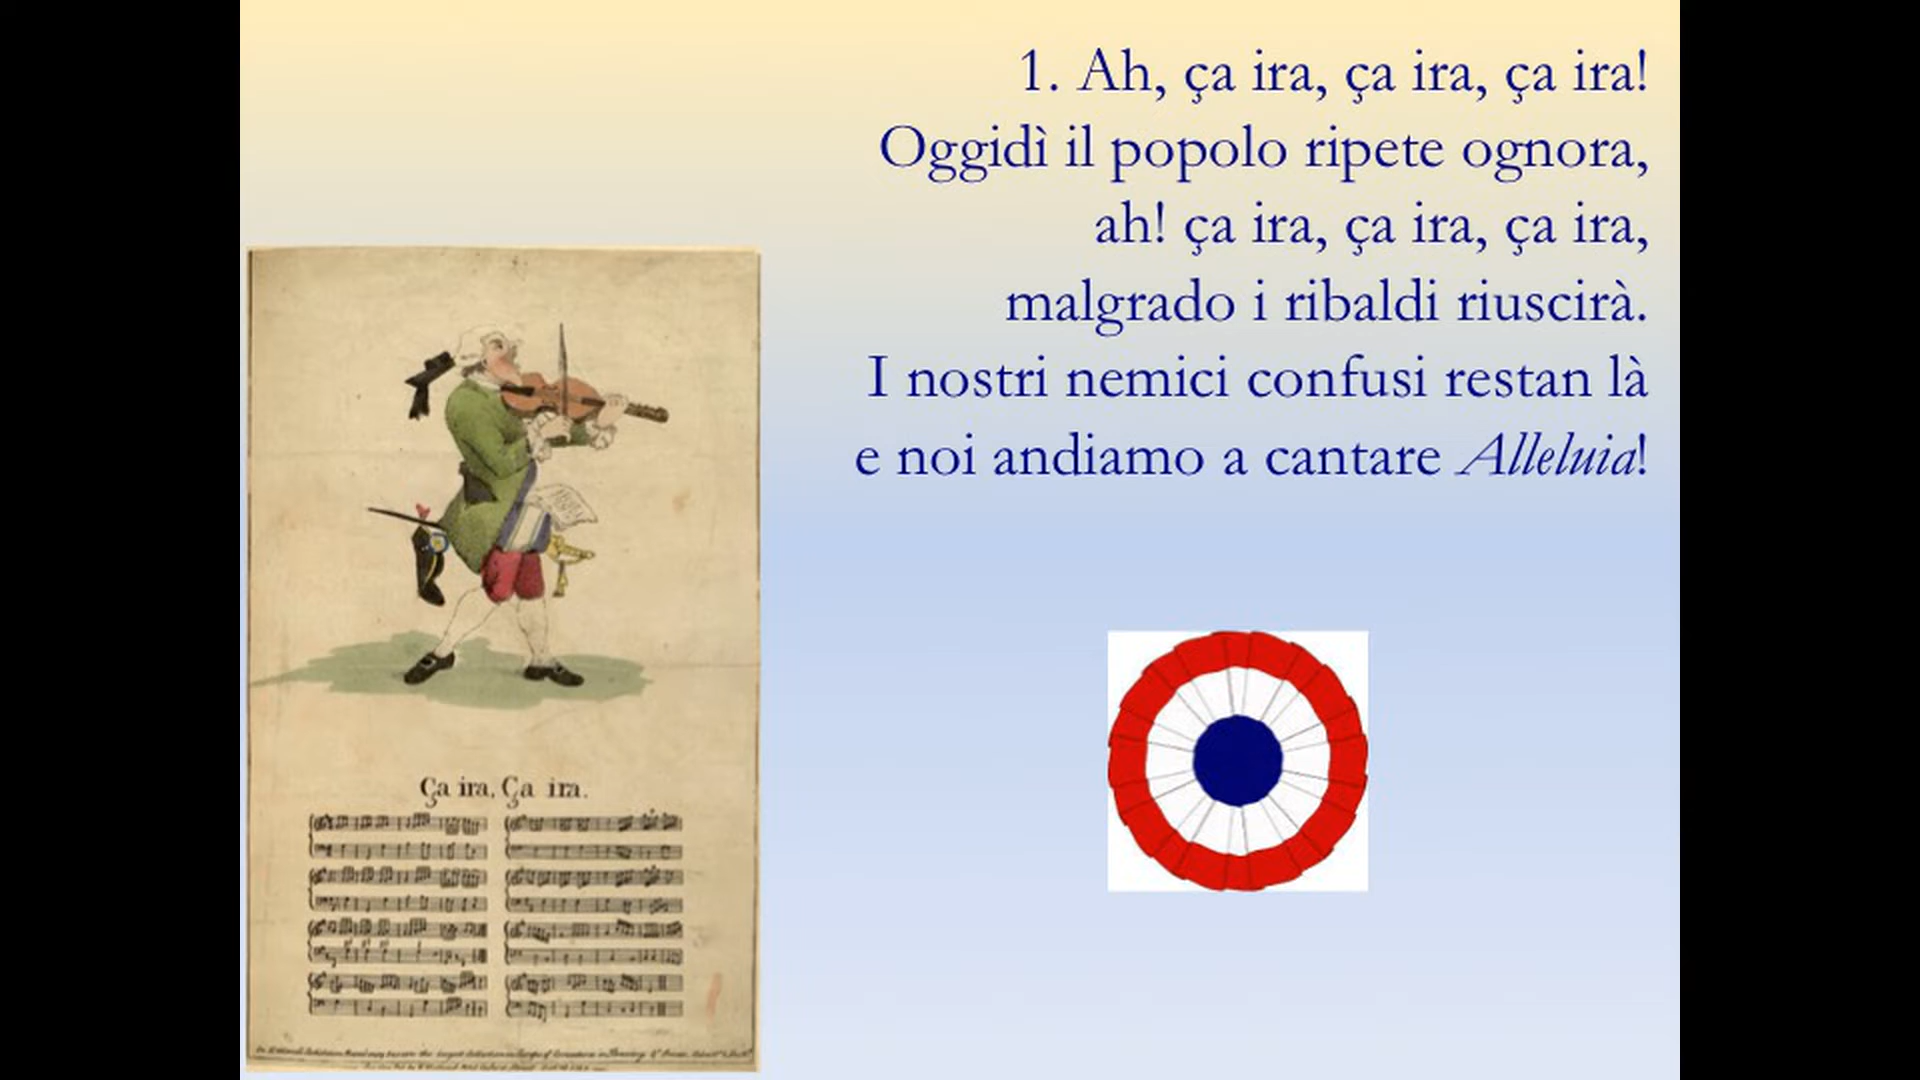 1. Ah, ça ira, ça ira, ça ira!
Oggidì il popolo ripete ognora,
ah! ça ira, ça ira, ça ira,
malgrado i ribaldi riuscirà.
I nostri nemici confusi restan là
e noi andiamo a cantare Alleluia!
Ça ira, Ça ira.